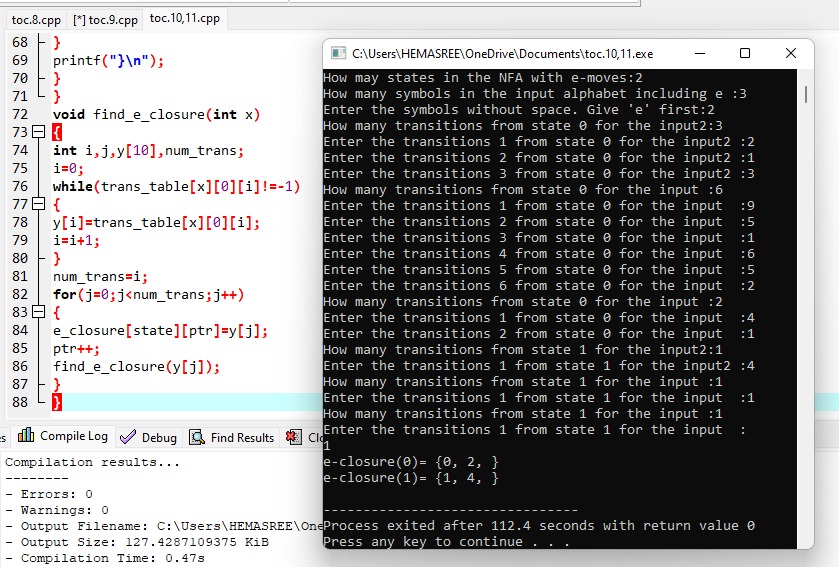 toc.8.cpp [*] toc.9.cpp toc.10,11.cpp
68 }
69 printf("}\n");
70 }
71 }
72 void find_e_closure(int x)
73 {
74 int i,j,y[10],num_trans;
75 i=0;
76 while(trans_table[x][0][i]!=-1)
77 {
78 y[i]=trans_table[x][0][i];
79 i=i+1;
80 }
81 num_trans=i;
82 for(j=0;j<num_trans;j++)
83 {
84 e_closure[state][ptr]=y[j];
85 ptr++;
86 find_e_closure(y[j]);
87 }
88 }
Compile Log Debug Find Results
Compilation results...
--------
- Errors: 0
- Warnings: 0
- Output Filename: C:\Users\HEMASREE\One
- Output Size: 127.4287109375 KiB
- Compilation Time: 0.47s
C:\Users\HEMASREE\OneDrive\Documents\toc.10,11.exe
How may states in the NFA with e-moves:2
How many symbols in the input alphabet including e :3
Enter the symbols without space. Give 'e' first:2
How many transitions from state 0 for the input2:3
Enter the transitions 1 from state 0 for the input2 :2
Enter the transitions 2 from state 0 for the input2 :1
Enter the transitions 3 from state 0 for the input2 :3
How many transitions from state 0 for the input :6
Enter the transitions 1 from state 0 for the input  :9
Enter the transitions 2 from state 0 for the input  :5
Enter the transitions 3 from state 0 for the input  :1
Enter the transitions 4 from state 0 for the input  :6
Enter the transitions 5 from state 0 for the input  :5
Enter the transitions 6 from state 0 for the input  :2
How many transitions from state 0 for the input :2
Enter the transitions 1 from state 0 for the input  :4
Enter the transitions 2 from state 0 for the input  :1
How many transitions from state 1 for the input2:1
Enter the transitions 1 from state 1 for the input2 :4
How many transitions from state 1 for the input :1
Enter the transitions 1 from state 1 for the input  :1
How many transitions from state 1 for the input :1
Enter the transitions 1 from state 1 for the input  :
1
e-closure(0)= {0, 2, }
e-closure(1)= {1, 4, }
--------------------------------
Process exited after 112.4 seconds with return value 0
Press any key to continue . . .